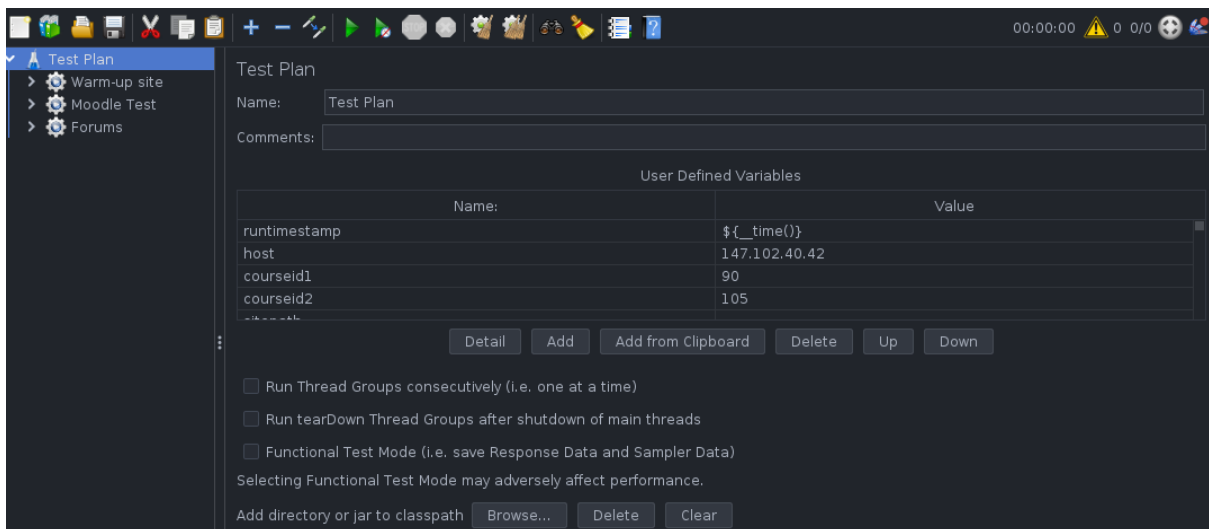 00:00:00 0 0/0
Test Plan
Warm-up site
Moodle Test
Forums
Test Plan
Name: Test Plan
Comments:
User Defined Variables
Name: Value
runtimestamp ${__time()}
host 147.102.40.42
courseid1 90
courseid2 105
Detail Add Add from Clipboard Delete Up Down
Run Thread Groups consecutively (i.e. one at a time)
Run tearDown Thread Groups after shutdown of main threads
Functional Test Mode (i.e. save Response Data and Sampler Data)
Selecting Functional Test Mode may adversely affect performance.
Add directory or jar to classpath Browse... Delete Clear